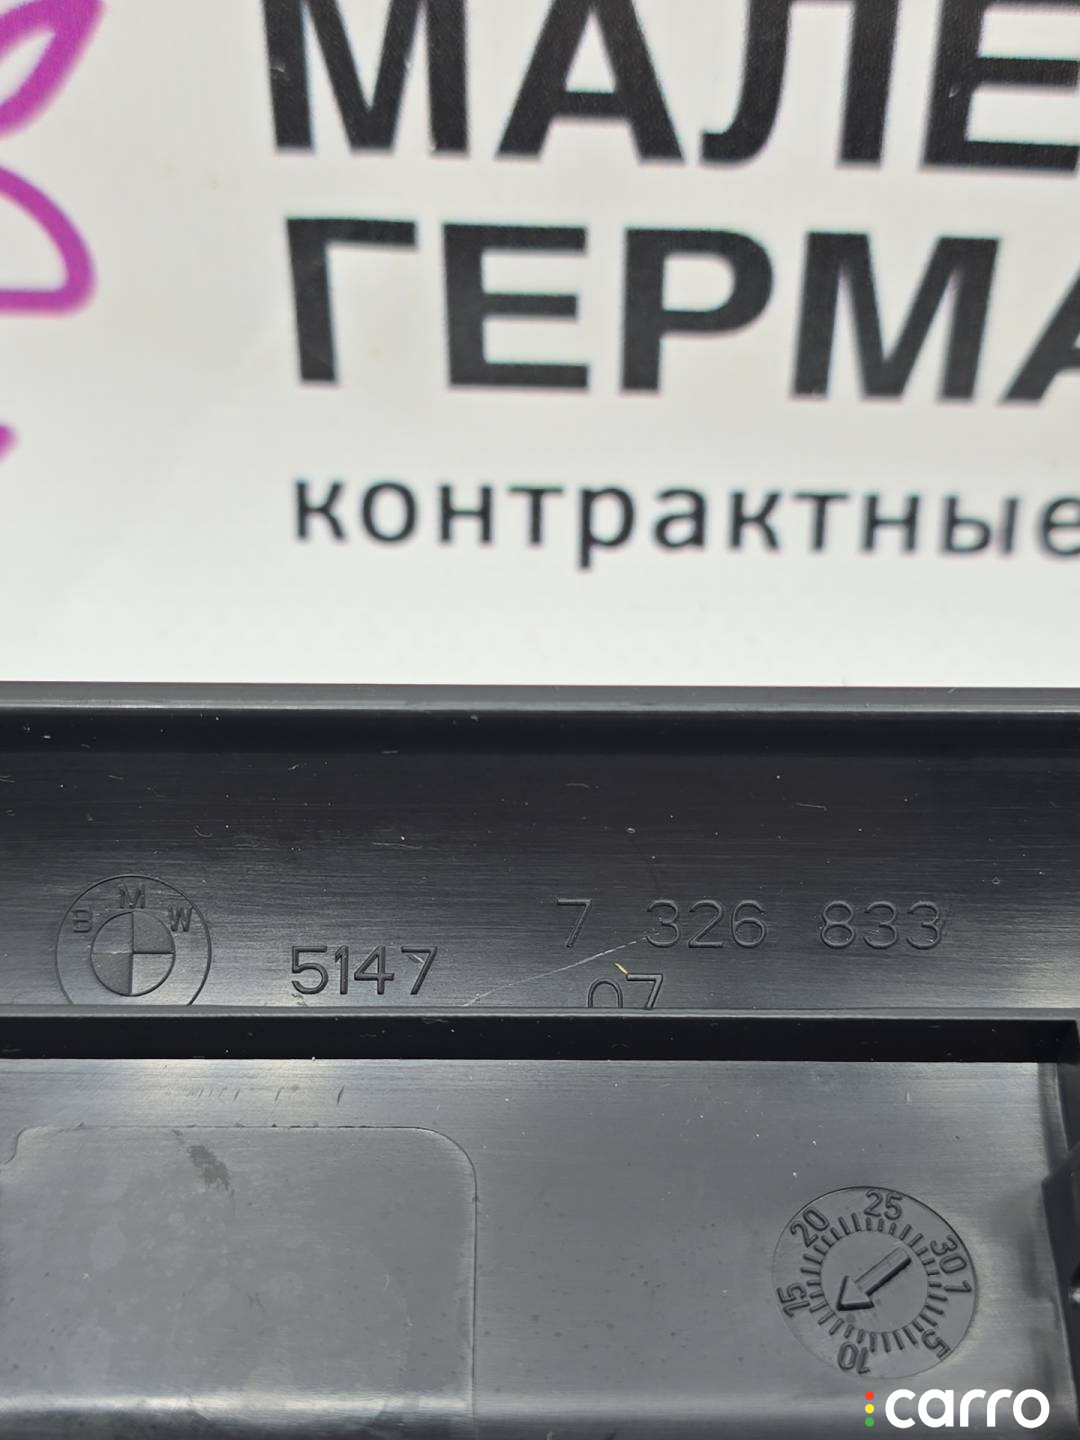 МАЛЕ
ГЕРМА
контрактные
BMW
7 326 833
5147
07
20 25 30 1
15 10 5
carro